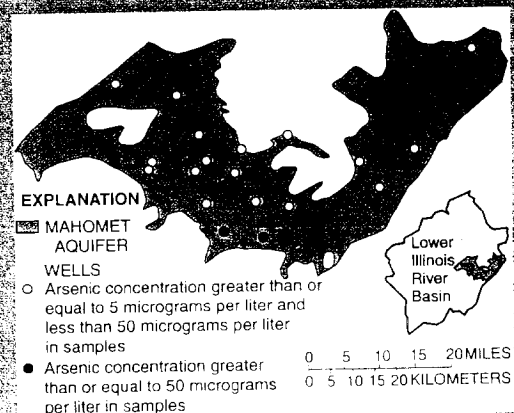 EXPLANATION
MAHOMET
AQUIFER
WELLS
Arsenic concentration greater than or
equal to 5 micrograms per liter and
less than 50 micrograms per liter
in samples
Arsenic concentration greater
than or equal to 50 micrograms
per liter in samples
Lower
Illinois
River
Basin
0 5 10 15 20 MILES
0 5 10 15 20 KILOMETERS